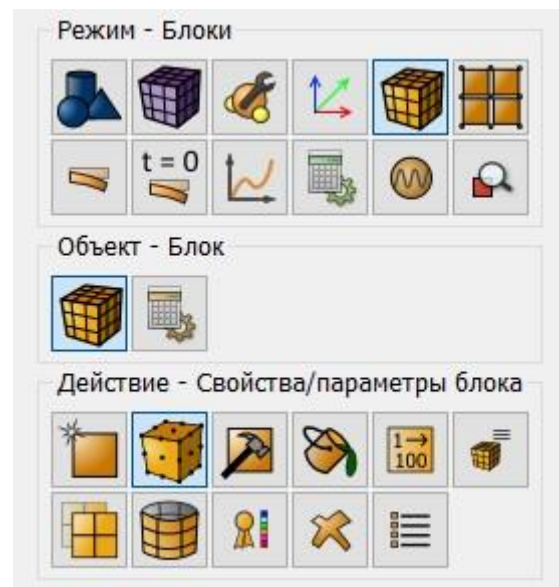 Режим - Блоки
t = 0
Объект - Блок
Действие - Свойства/параметры блока
1→
100